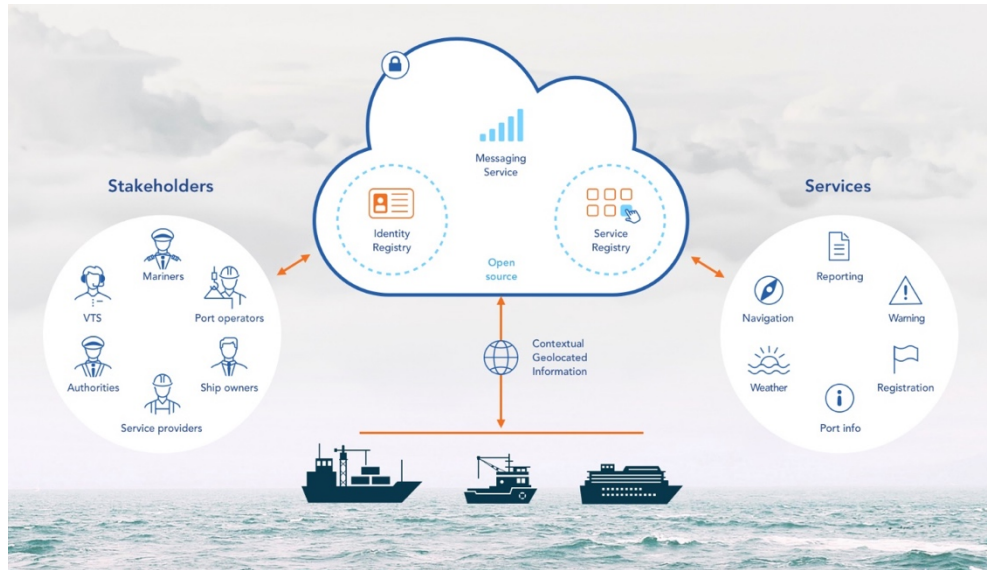 Messaging
Service
Identity
Registry
Service
Registry
Open
source
Stakeholders
Mariners
VTS
Port operators
Authorities
Ship owners
Service providers
Services
Reporting
Navigation
Warning
Weather
Registration
Port info
Contextual
Geolocated
Information